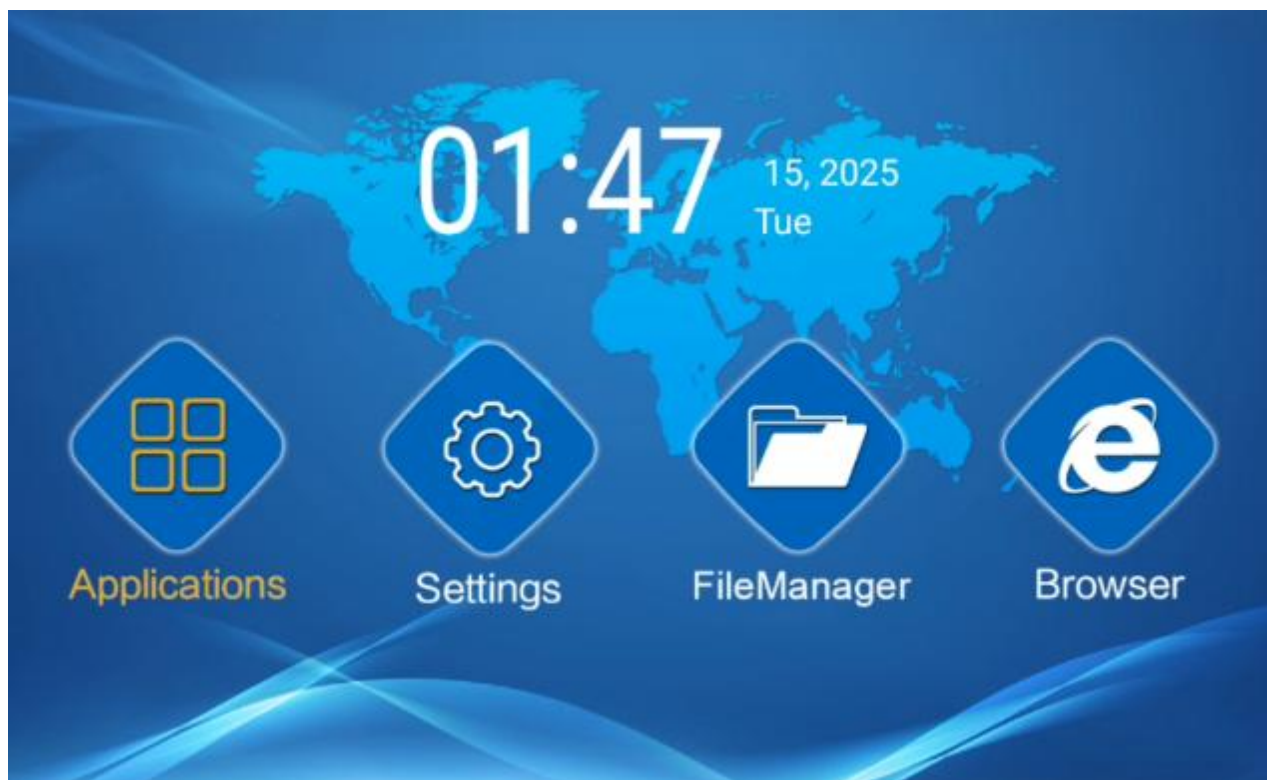 01:47
15, 2025
Tue
Applications
Settings
FileManager
Browser